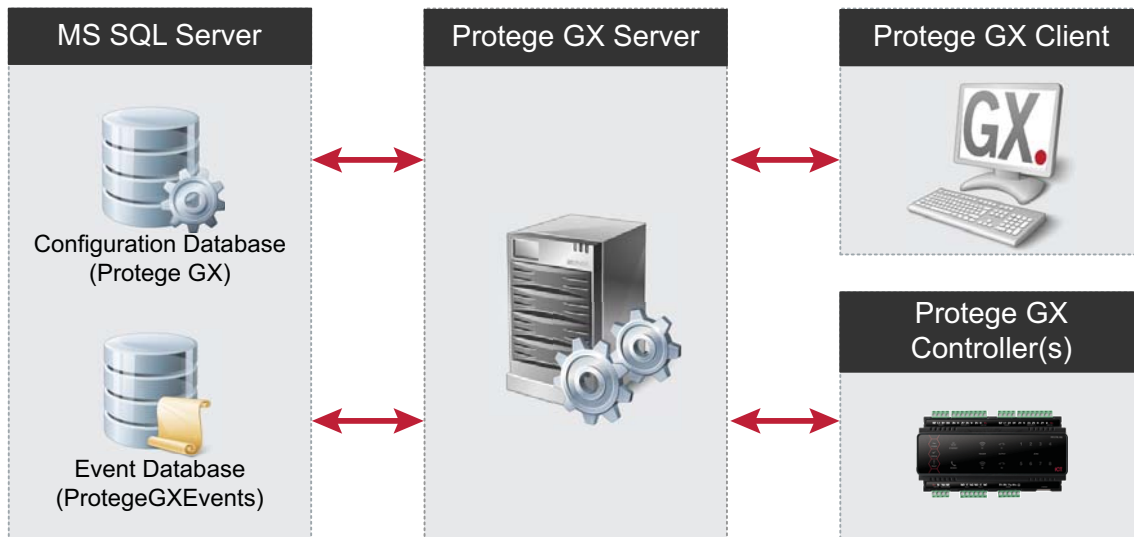 MS SQL Server
Configuration Database
(Protege GX)
Event Database
(ProtegeGXEvents)
Protege GX Server
Protege GX Client
GX.
Protege GX
Controller(s)